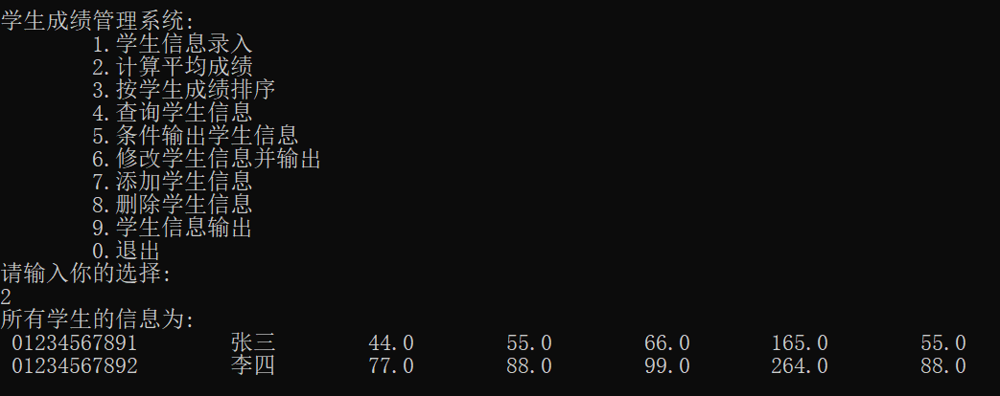 学生成绩管理系统:
1.学生信息录入
2.计算平均成绩
3.按学生成绩排序
4.查询学生信息
5.条件输出学生信息
6.修改学生信息并输出
7.添加学生信息
8.删除学生信息
9.学生信息输出
0.退出
请输入你的选择:
2
所有学生的信息为:
01234567891 张三 44.0 55.0 66.0 165.0 55.0
01234567892 李四 77.0 88.0 99.0 264.0 88.0